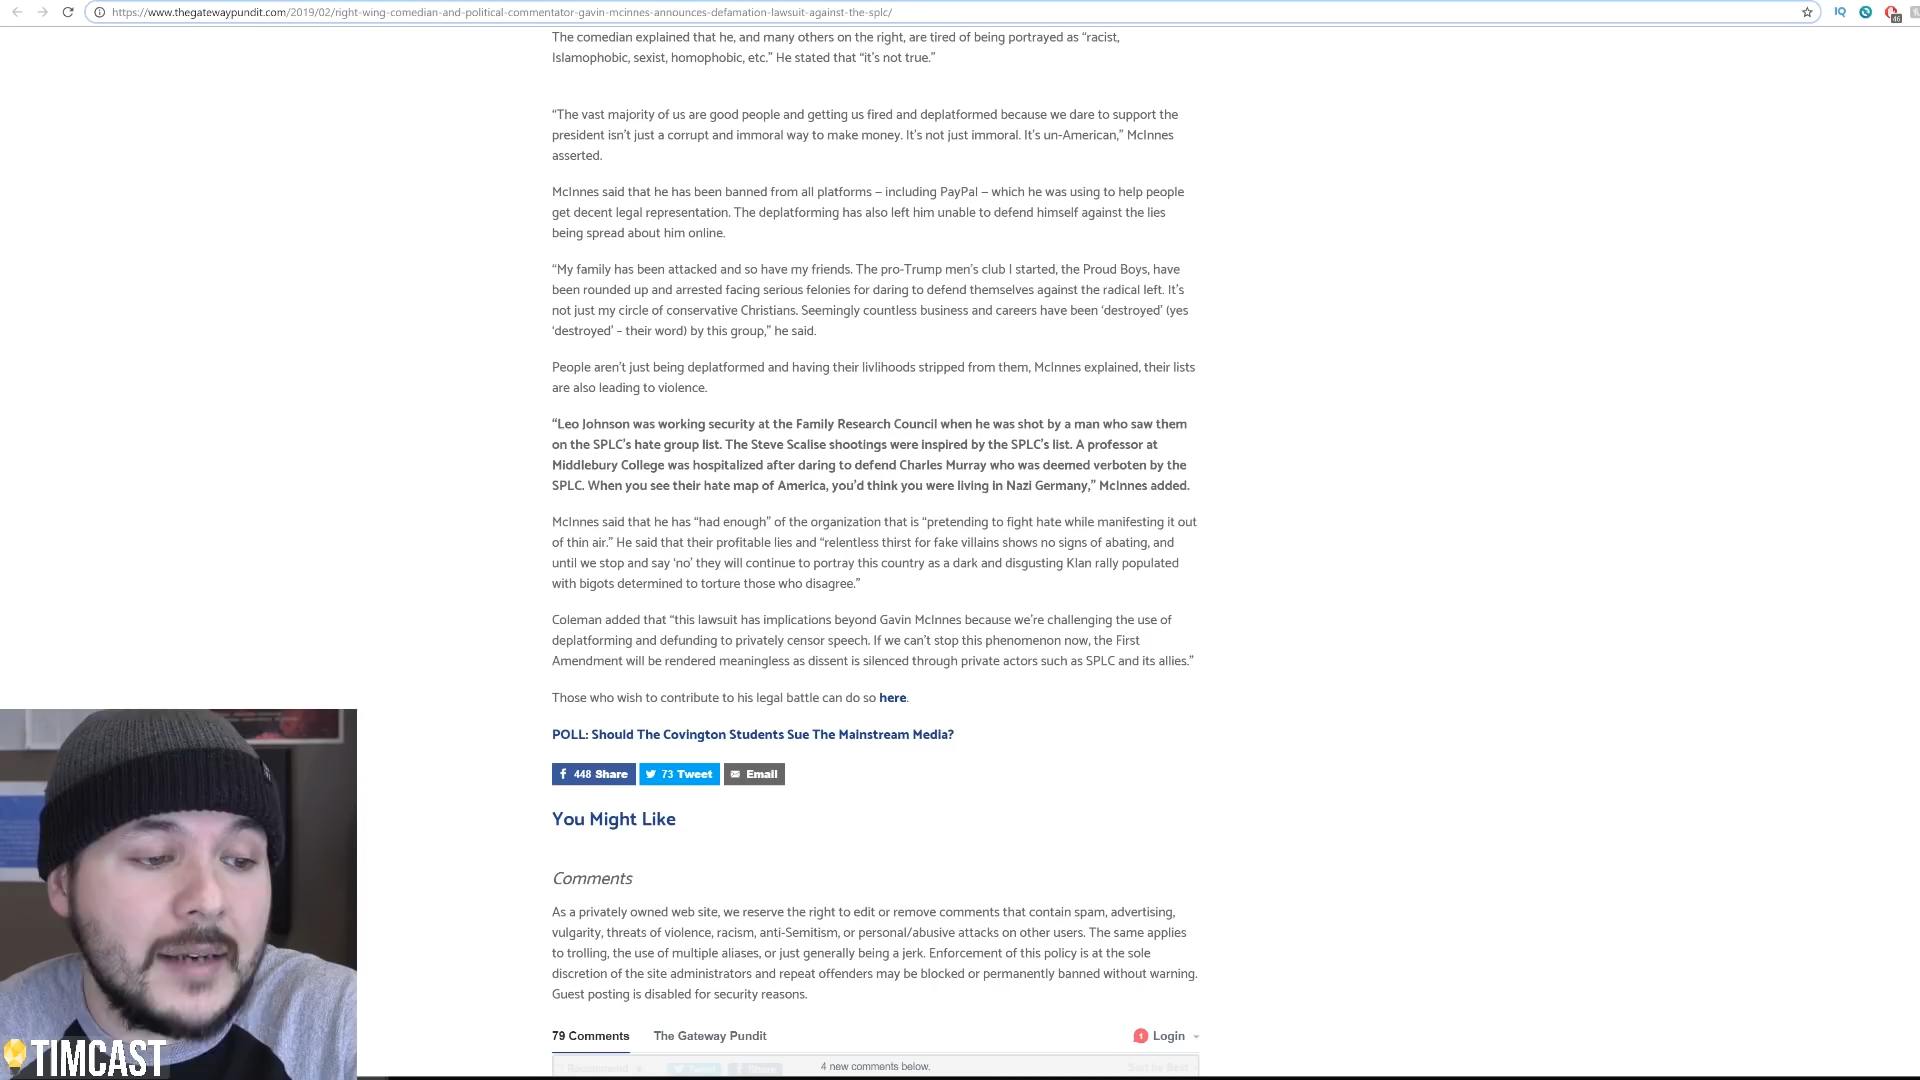 https://www.thegatewaypundit.com/2019/02/right-wing-comedian-and-political-commentator-gavin-mcinnes-announces-defamation-lawsuit-against-the-splc/
IQ
46
The comedian explained that he, and many others on the right, are tired of being portrayed as “racist,
Islamophobic, sexist, homophobic, etc.” He stated that “it’s not true.”
“The vast majority of us are good people and getting us fired and deplatformed because we dare to support the
president isn’t just a corrupt and immoral way to make money. It’s not just immoral. It’s un-American,” McInnes
asserted.
McInnes said that he has been banned from all platforms – including PayPal – which he was using to help people
get decent legal representation. The deplatforming has also left him unable to defend himself against the lies
being spread about him online.
“My family has been attacked and so have my friends. The pro-Trump men’s club I started, the Proud Boys, have
been rounded up and arrested facing serious felonies for daring to defend themselves against the radical left. It’s
not just my circle of conservative Christians. Seemingly countless business and careers have been ‘destroyed’ (yes
‘destroyed’ – their word) by this group,” he said.
People aren’t just being deplatformed and having their livlihoods stripped from them, McInnes explained, their lists
are also leading to violence.
“Leo Johnson was working security at the Family Research Council when he was shot by a man who saw them
on the SPLC’s hate group list. The Steve Scalise shootings were inspired by the SPLC’s list. A professor at
Middlebury College was hospitalized after daring to defend Charles Murray who was deemed verboten by the
SPLC. When you see their hate map of America, you’d think you were living in Nazi Germany,” McInnes added.
McInnes said that he has “had enough” of the organization that is “pretending to fight hate while manifesting it out
of thin air.” He said that their profitable lies and “relentless thirst for fake villains shows no signs of abating, and
until we stop and say ‘no’ they will continue to portray this country as a dark and disgusting Klan rally populated
with bigots determined to torture those who disagree.”
Coleman added that “this lawsuit has implications beyond Gavin McInnes because we’re challenging the use of
deplatforming and defunding to privately censor speech. If we can’t stop this phenomenon now, the First
Amendment will be rendered meaningless as dissent is silenced through private actors such as SPLC and its allies.”
Those who wish to contribute to his legal battle can do so here.
POLL: Should The Covington Students Sue The Mainstream Media?
448 Share 73 Tweet Email
You Might Like
Comments
As a privately owned web site, we reserve the right to edit or remove comments that contain spam, advertising,
vulgarity, threats of violence, racism, anti-Semitism, or personal/abusive attacks on other users. The same applies
to trolling, the use of multiple aliases, or just generally being a jerk. Enforcement of this policy is at the sole
discretion of the site administrators and repeat offenders may be blocked or permanently banned without warning.
Guest posting is disabled for security reasons.
79 Comments The Gateway Pundit 1 Login
Recommend Tweet Share 4 new comments below. Sort by Best
TIMCAST